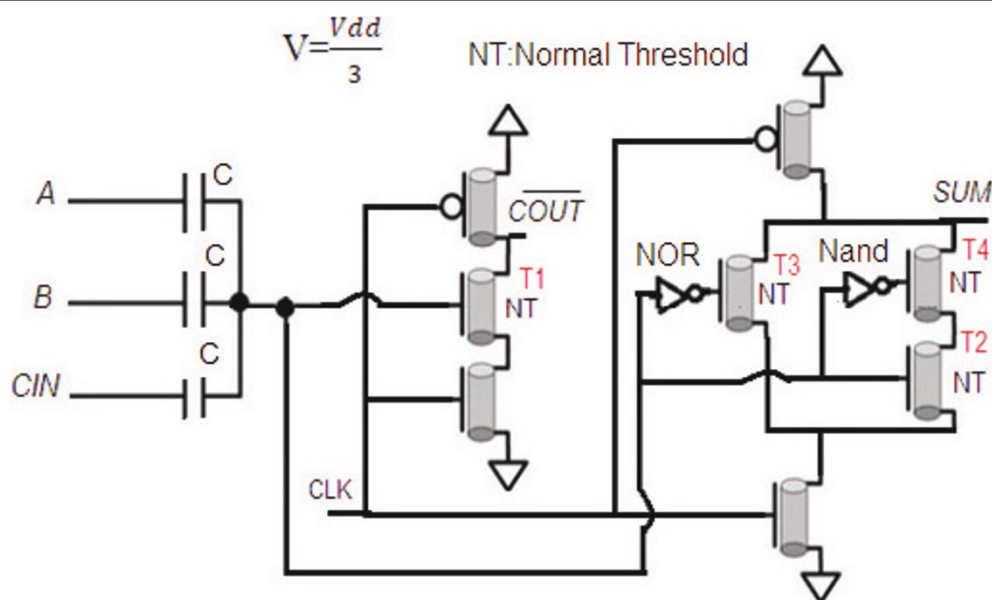 V=Vdd/3
NT:Normal Threshold
A
C
COUT
SUM
NOR
Nand
T4
T3
NT
NT
C
T1
NT
B
T2
NT
C
CIN
CLK